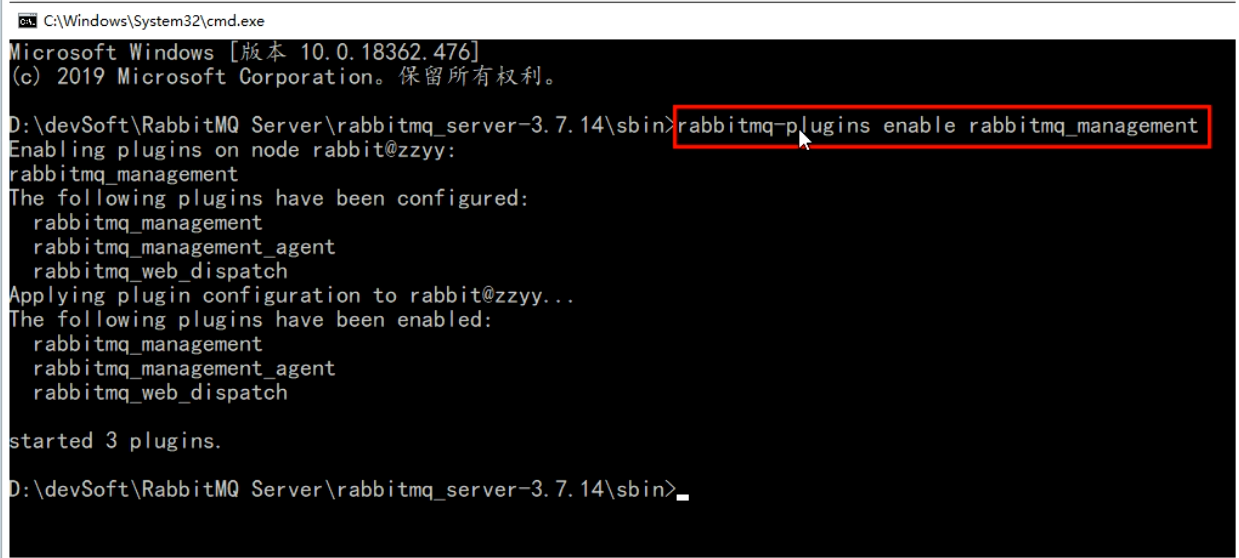 C:\Windows\System32\cmd.exe
Microsoft Windows [版本 10.0.18362.476]
(c) 2019 Microsoft Corporation。保留所有权利。
D:\devSoft\RabbitMQ Server\rabbitmq_server-3.7.14\sbin>rabbitmq-plugins enable rabbitmq_management
Enabling plugins on node rabbit@zzyy:
rabbitmq_management
The following plugins have been configured:
rabbitmq_management
rabbitmq_management_agent
rabbitmq_web_dispatch
Applying plugin configuration to rabbit@zzyy...
The following plugins have been enabled:
rabbitmq_management
rabbitmq_management_agent
rabbitmq_web_dispatch
started 3 plugins.
D:\devSoft\RabbitMQ Server\rabbitmq_server-3.7.14\sbin>